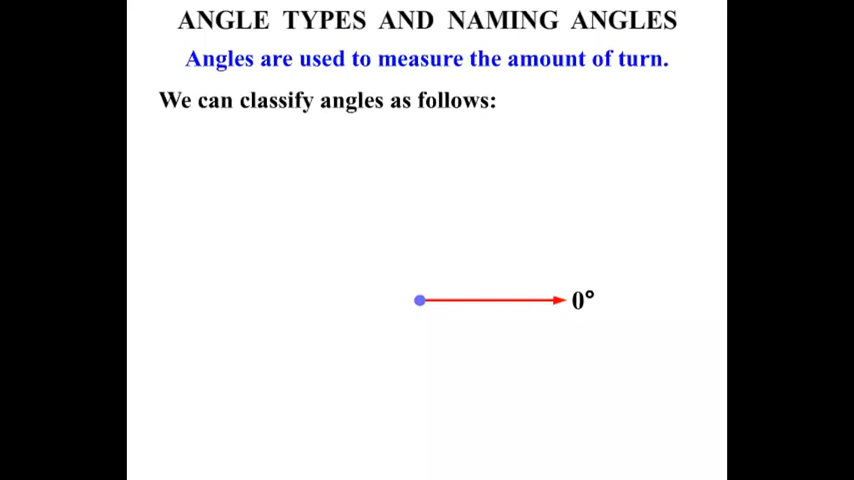 ANGLE TYPES AND NAMING ANGLES
Angles are used to measure the amount of turn.
We can classify angles as follows:
0°